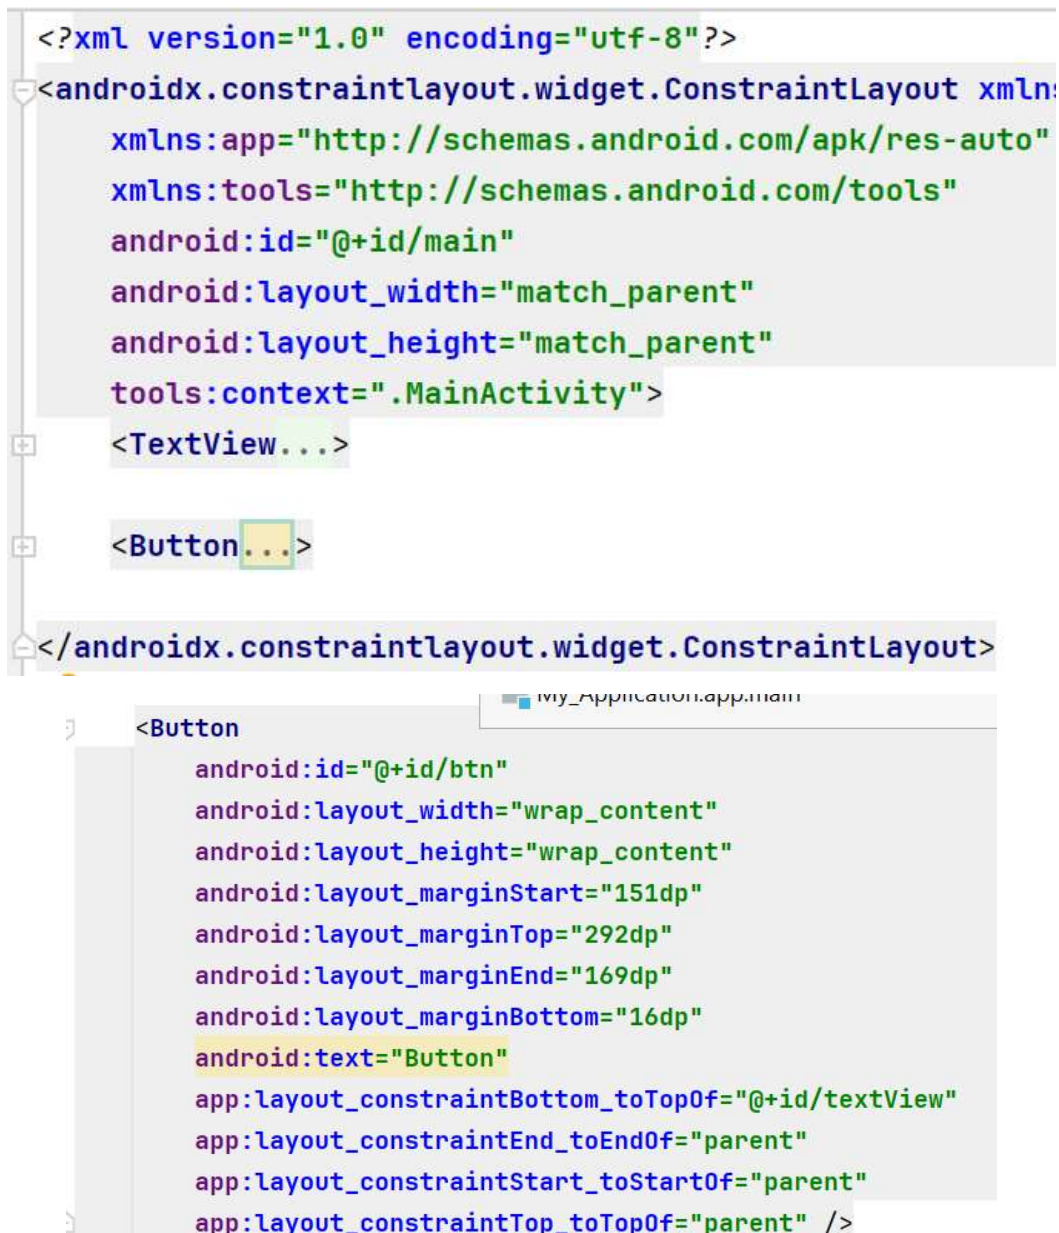 <?xml version="1.0" encoding="utf-8"?>
<androidx.constraintlayout.widget.ConstraintLayout xmlns
xmlns:app="http://schemas.android.com/apk/res-auto"
xmlns:tools="http://schemas.android.com/tools"
android:id="@+id/main"
android:layout_width="match_parent"
android:layout_height="match_parent"
tools:context=".MainActivity">
<TextView...>
<Button...>
</androidx.constraintlayout.widget.ConstraintLayout>
My_Application.app.main
<Button
android:id="@+id/btn"
android:layout_width="wrap_content"
android:layout_height="wrap_content"
android:layout_marginStart="151dp"
android:layout_marginTop="292dp"
android:layout_marginEnd="169dp"
android:layout_marginBottom="16dp"
android:text="Button"
app:layout_constraintBottom_toTopOf="@+id/textView"
app:layout_constraintEnd_toEndOf="parent"
app:layout_constraintStart_toStartOf="parent"
app:layout_constraintTop_toTopOf="parent" />